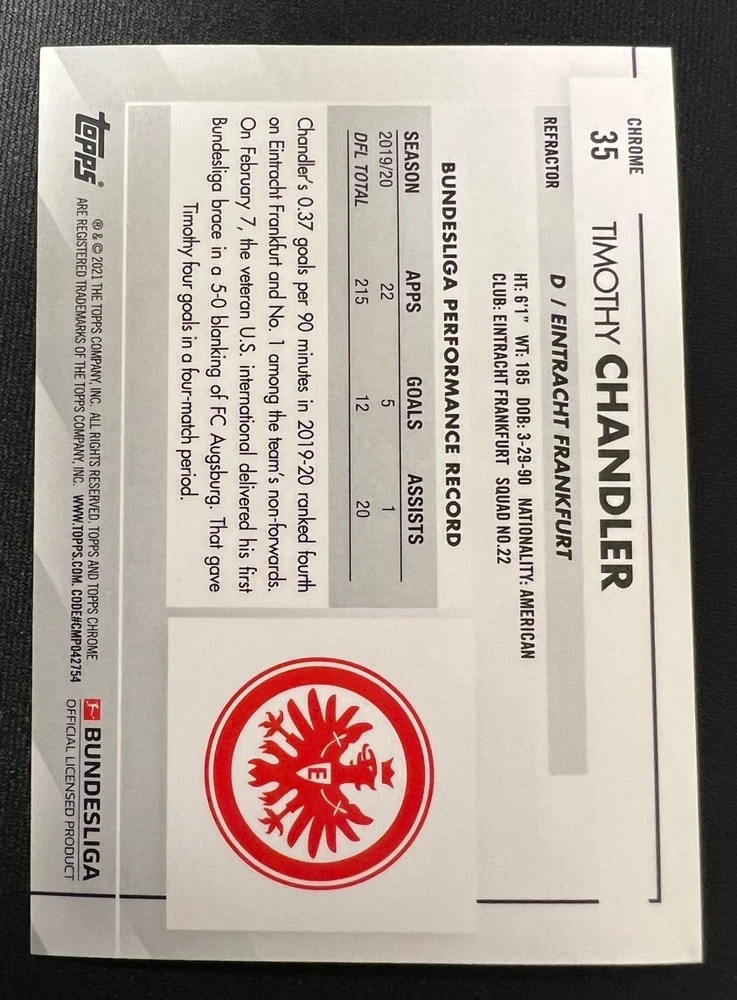 CHROME
35 TIMOTHY CHANDLER
REFRACTOR
D / EINTRACHT FRANKFURT
HT: 6'1" WT: 185 DOB: 3-29-90 NATIONALITY: AMERICAN
CLUB: EINTRACHT FRANKFURT SQUAD NO.22
BUNDESLIGA PERFORMANCE RECORD
SEASON APPS GOALS ASSISTS
2019/20 22 5 1
DFL TOTAL 215 12 20
Chandler's 0.37 goals per 90 minutes in 2019-20 ranked fourth
on Eintracht Frankfurt and No. 1 among the team's non-forwards.
On February 7, the veteran U.S. international delivered his first
Bundesliga brace in a 5-0 blanking of FC Augsburg. That gave
Timothy four goals in a four-match period.
E
topps®
® & © 2021 THE TOPPS COMPANY, INC. ALL RIGHTS RESERVED. TOPPS AND TOPPS CHROME
ARE REGISTERED TRADEMARKS OF THE TOPPS COMPANY, INC. WWW.TOPPS.COM. CODE#CMP042754
BUNDESLIGA
OFFICIAL LICENSED PRODUCT